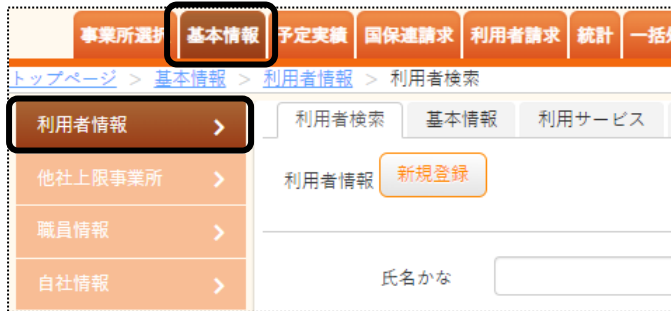 事業所選択 基本情報 予定実績 国保連請求 利用者請求 統計
トップページ > 基本情報 > 利用者情報 > 利用者検索
利用者情報
利用者検索 基本情報 利用サービス
他社上限事業所
利用者情報 新規登録
職員情報
自社情報
氏名かな